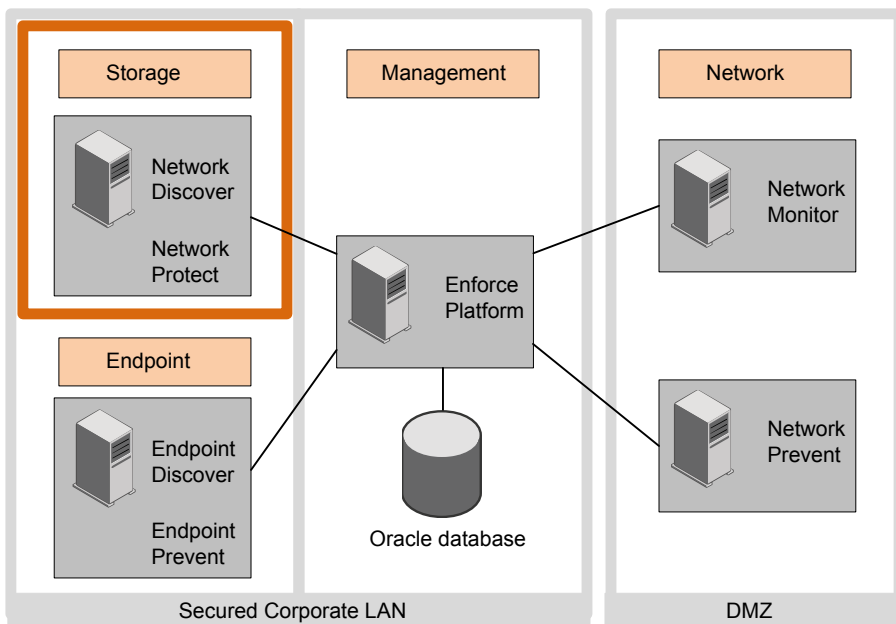 Storage
Management
Network
Network
Discover
Network
Protect
Network
Monitor
Enforce
Platform
Endpoint
Endpoint
Discover
Endpoint
Prevent
Network
Prevent
Oracle database
Secured Corporate LAN
DMZ